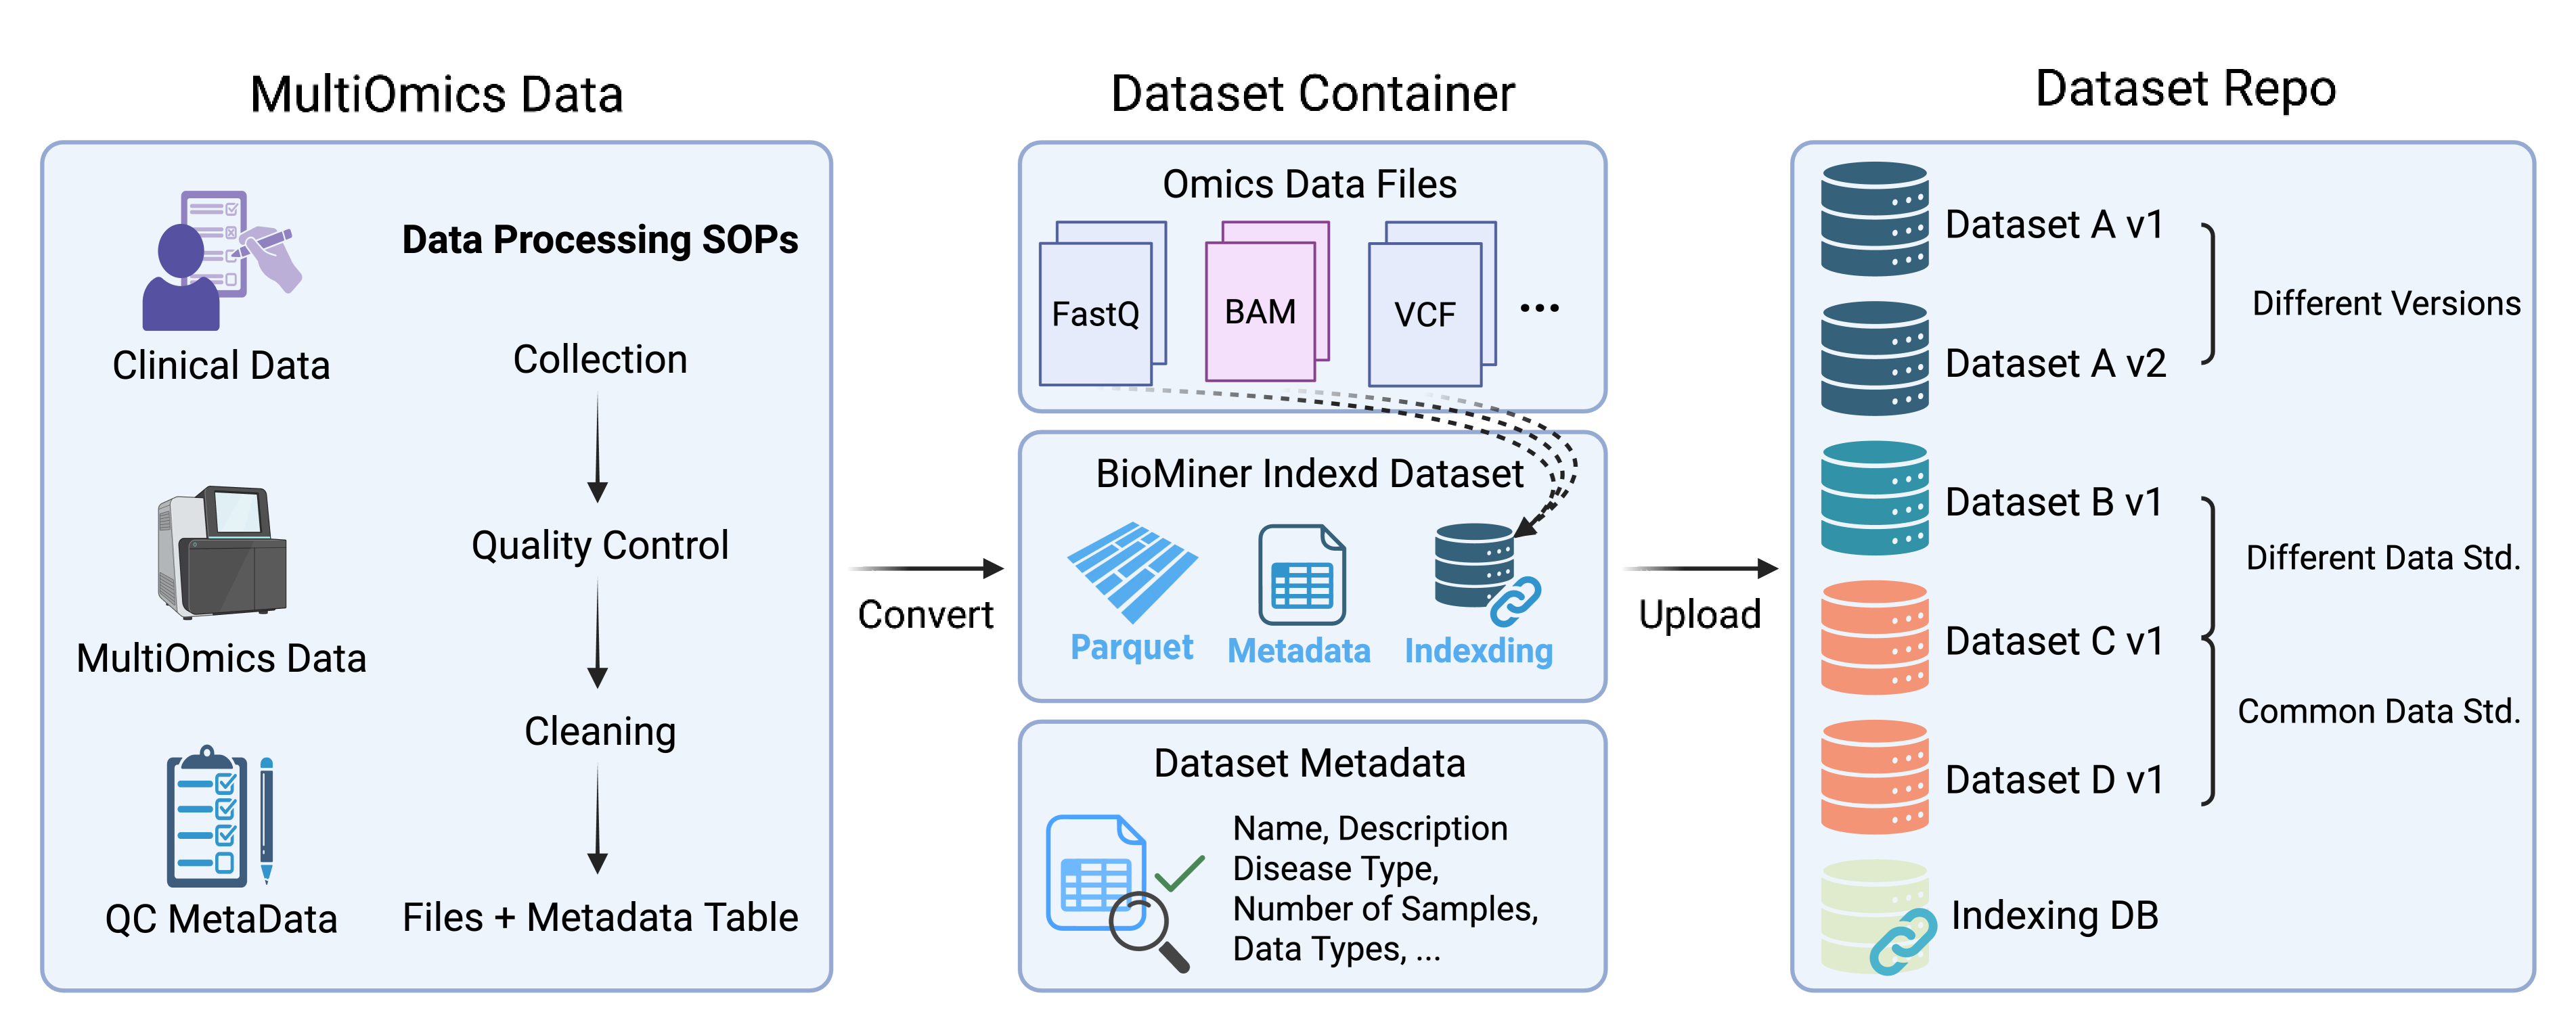 MultiOmics Data
Clinical Data
MultiOmics Data
QC MetaData
Data Processing SOPs
Collection
Quality Control
Cleaning
Files + Metadata Table
Convert
Dataset Container
Omics Data Files
FastQ
BAM
VCF
...
BioMiner Indexd Dataset
Parquet
Metadata
Indexding
Dataset Metadata
Name, Description
Disease Type,
Number of Samples,
Data Types, ...
Upload
Dataset Repo
Dataset A v1
Dataset A v2
Different Versions
Dataset B v1
Dataset C v1
Dataset D v1
Different Data Std.
Common Data Std.
Indexing DB